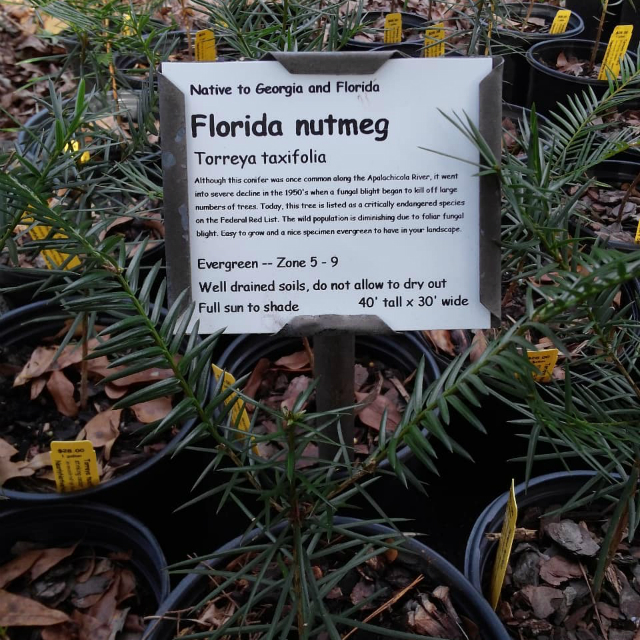 Native to Georgia and Florida
Florida nutmeg
Torreya taxifolia
Although this conifer was once common along the Apalachicola River, it went
into severe decline in the 1950's when a fungal blight began to kill off large
numbers of trees. Today, this tree is listed as a critically endangered species
on the Federal Red List. The wild population is diminishing due to foliar fungal
blight. Easy to grow and a nice specimen evergreen to have in your landscape.
Evergreen -- Zone 5 - 9
Well drained soils, do not allow to dry out
Full sun to shade 40' tall x 30' wide